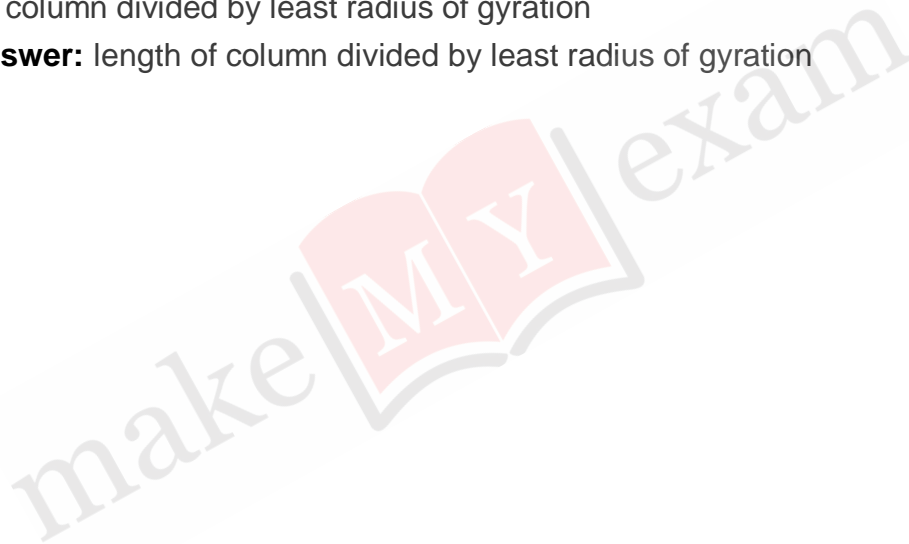 column divided by least radius of gyration
swer: length of column divided by least radius of gyration
make MY exam